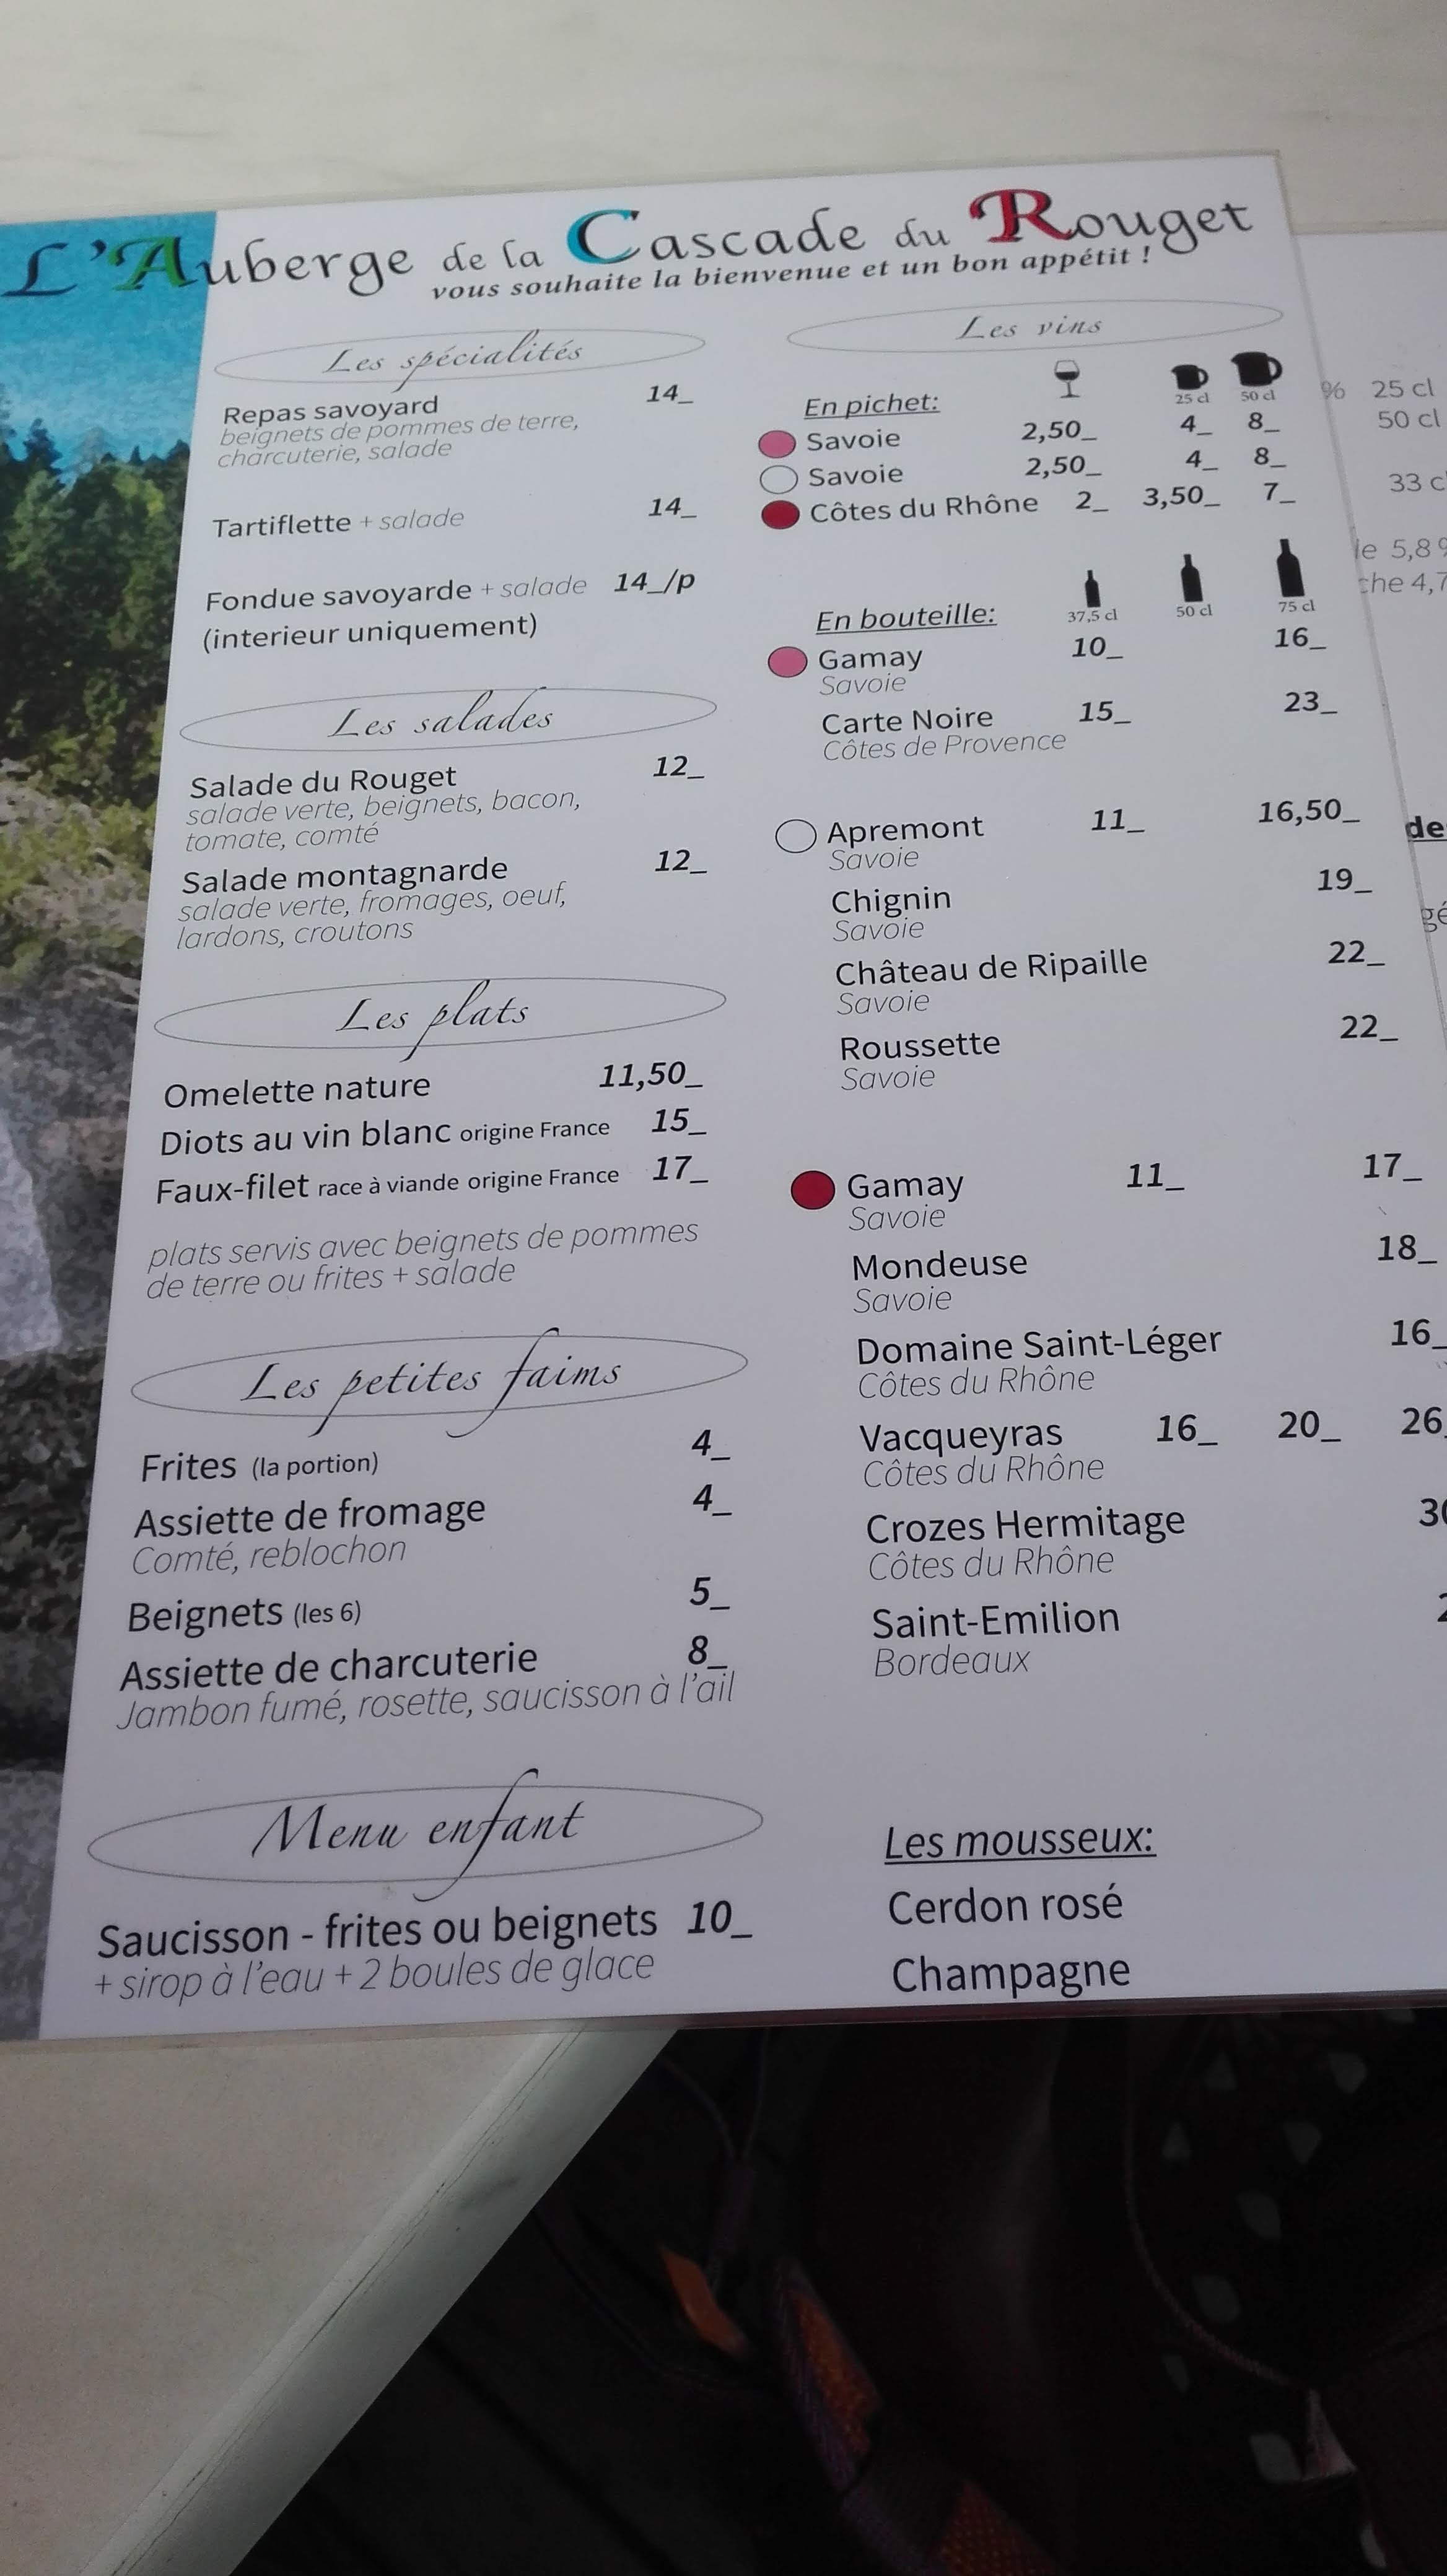 L'Auberge de la Cascade du Rouget
vous souhaite la bienvenue et un bon appétit !
Les spécialités
Repas savoyard 14_
beignets de pommes de terre,
charcuterie, salade
Tartiflette + salade 14_
Fondue savoyarde + salade 14_/p
(interieur uniquement)
Les salades
Salade du Rouget 12_
salade verte, beignets, bacon,
tomate, comté
Salade montagnarde 12_
salade verte, fromages, oeuf,
lardons, croutons
Les plats
Omelette nature 11,50_
Diots au vin blanc origine France 15_
Faux-filet race à viande origine France 17_
plats servis avec beignets de pommes
de terre ou frites + salade
Les petites faims
Frites (la portion) 4_
Assiette de fromage 4_
Comté, reblochon
Beignets (les 6) 5_
Assiette de charcuterie 8_
Jambon fumé, rosette, saucisson à l'ail
Menu enfant
Saucisson - frites ou beignets 10_
+ sirop à l'eau + 2 boules de glace
Les vins
En pichet: 25 cl 50 cl
Savoie 2,50_ 4_ 8_
Savoie 2,50_ 4_ 8_
Côtes du Rhône 2_ 3,50_ 7_
En bouteille: 37,5 cl 50 cl 75 cl
Gamay 10_ 16_
Savoie
Carte Noire 15_ 23_
Côtes de Provence
Apremont 11_ 16,50_
Savoie
Chignin 19_
Savoie
Château de Ripaille 22_
Savoie
Roussette 22_
Savoie
Gamay 11_ 17_
Savoie
Mondeuse 18_
Savoie
Domaine Saint-Léger 16_
Côtes du Rhône
Vacqueyras 16_ 20_ 26_
Côtes du Rhône
Crozes Hermitage
Côtes du Rhône
Saint-Emilion
Bordeaux
Les mousseux:
Cerdon rosé
Champagne
% 25 cl
50 cl
33 c
le 5,8 %
che 4,7
de
gé